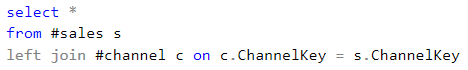 select *
from #sales s
left join #channel c on c.ChannelKey = s.ChannelKey